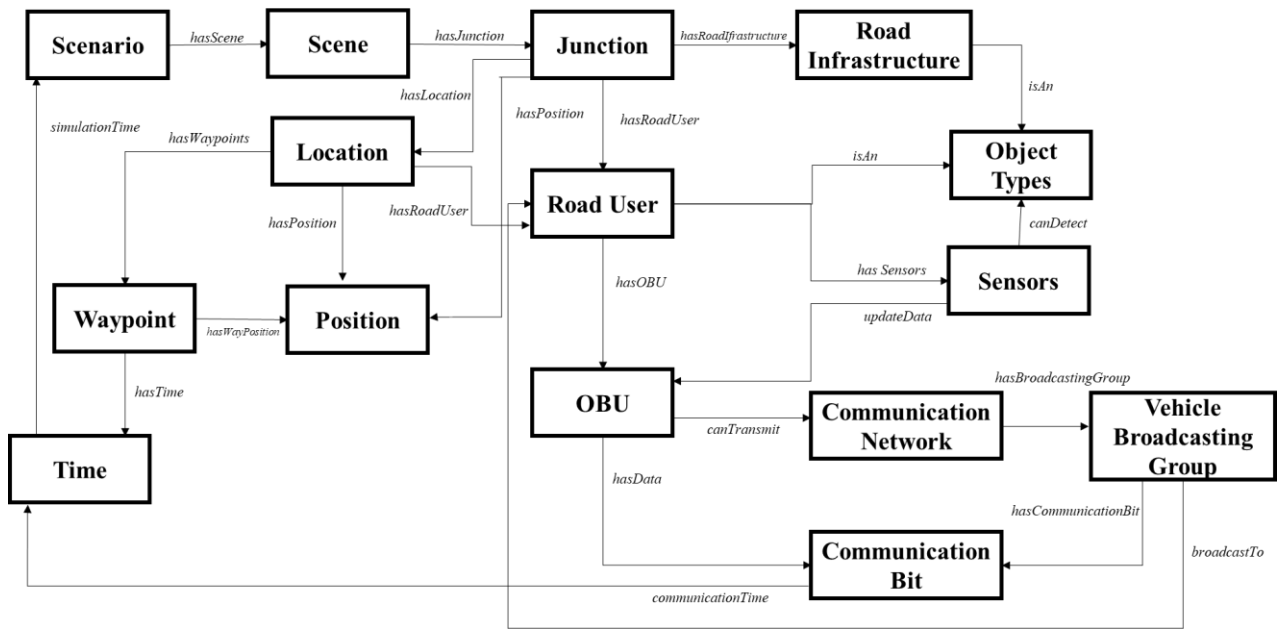 Scenario
hasScene
Scene
hasJunction
Junction
hasRoadIfrastructure
Road
Infrastructure
isAn
simulationTime
hasLocation
hasPosition
hasRoadUser
hasWaypoints
Location
Object
Types
isAn
hasRoadUser
Road User
hasPosition
canDetect
has Sensors
Sensors
hasOBU
Waypoint
hasWayPosition
Position
updateData
hasTime
OBU
canTransmit
hasBroadcastingGroup
Communication
Network
Vehicle
Broadcasting
Group
Time
hasData
hasCommunicationBit
broadcastTo
Communication
Bit
communicationTime